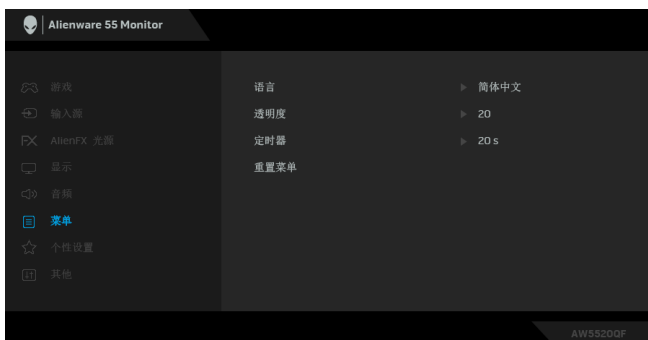 Alienware 55 Monitor
游戏
输入源
AlienFX 光源
显示
音频
菜单
个性设置
其他
语言 简体中文
透明度 20
定时器 20 s
重置菜单
AW5520QF